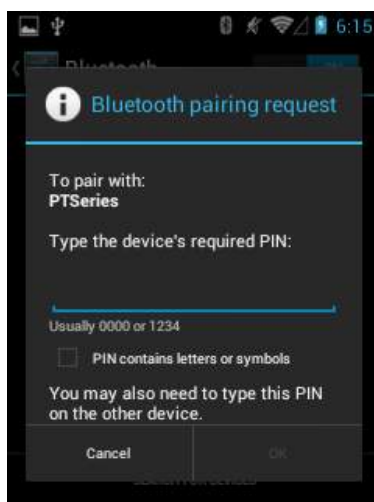 6:15
Bluetooth
Bluetooth pairing request
To pair with:
PTSeries
Type the device's required PIN:
Usually 0000 or 1234
PIN contains letters or symbols
You may also need to type this PIN
on the other device.
Cancel
OK